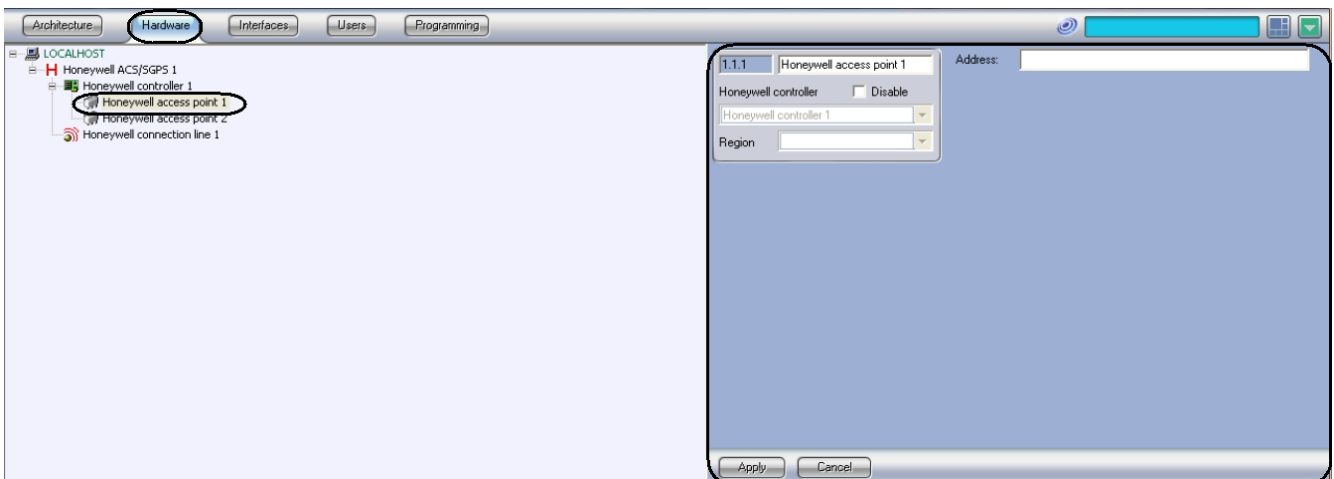 Architecture Hardware Interfaces Users Programming
LOCALHOST
Honeywell ACS/SGPS 1
Honeywell controller 1
Honeywell access point 1
Honeywell access point 2
Honeywell connection line 1
1.1.1 Honeywell access point 1 Address:
Honeywell controller Disable
Honeywell controller 1
Region
Apply Cancel